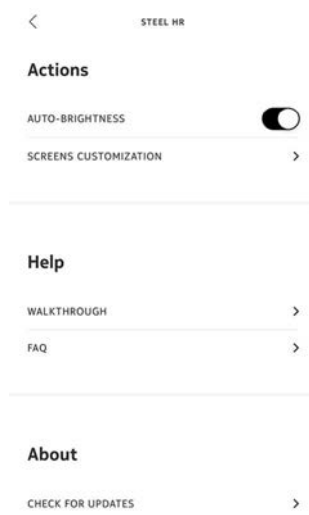 STEEL HR
Actions
AUTO-BRIGHTNESS
SCREENS CUSTOMIZATION
Help
WALKTHROUGH
FAQ
About
CHECK FOR UPDATES